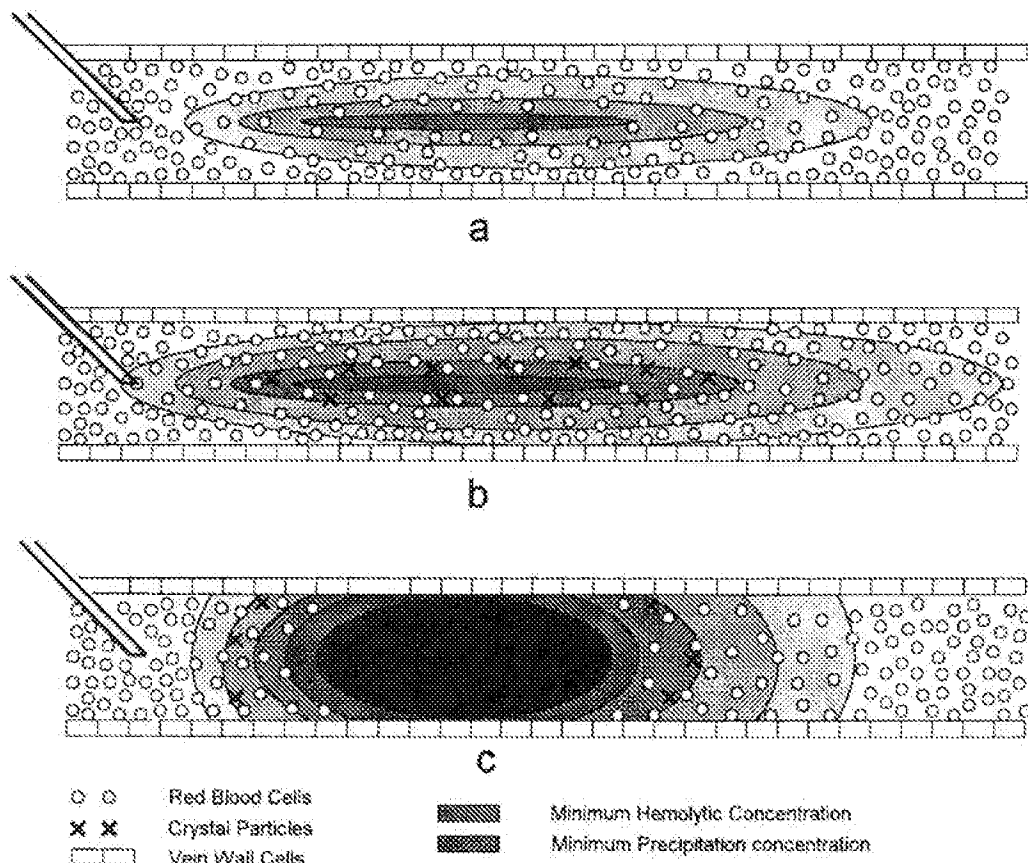 a
b
c
Red Blood Cells
Crystal Particles
Vein Wall Cells
Minimum Hemolytic Concentration
Minimum Precipitation concentration